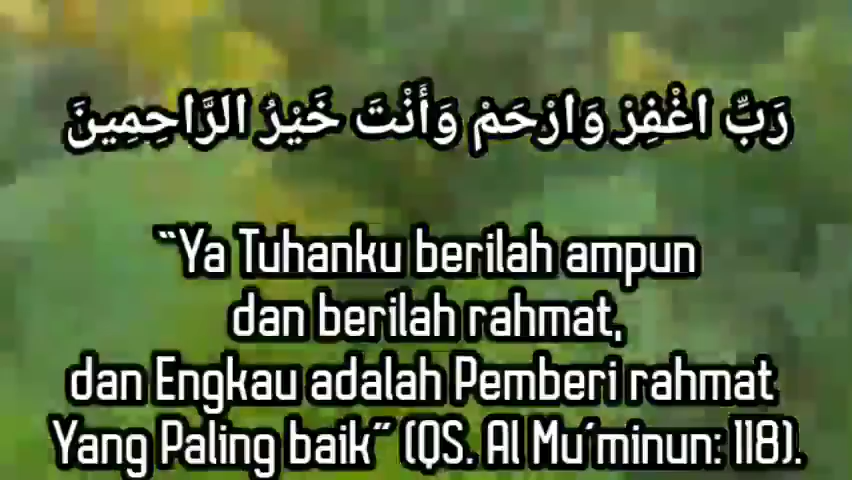 رَبِّ اغْفِرْ وَارْحَمْ وَأَنْتَ خَيْرُ الرَّاحِمِينَ
“Ya Tuhanku berilah ampun
dan berilah rahmat,
dan Engkau adalah Pemberi rahmat
Yang Paling baik” (QS. Al Mu´minun: 118).